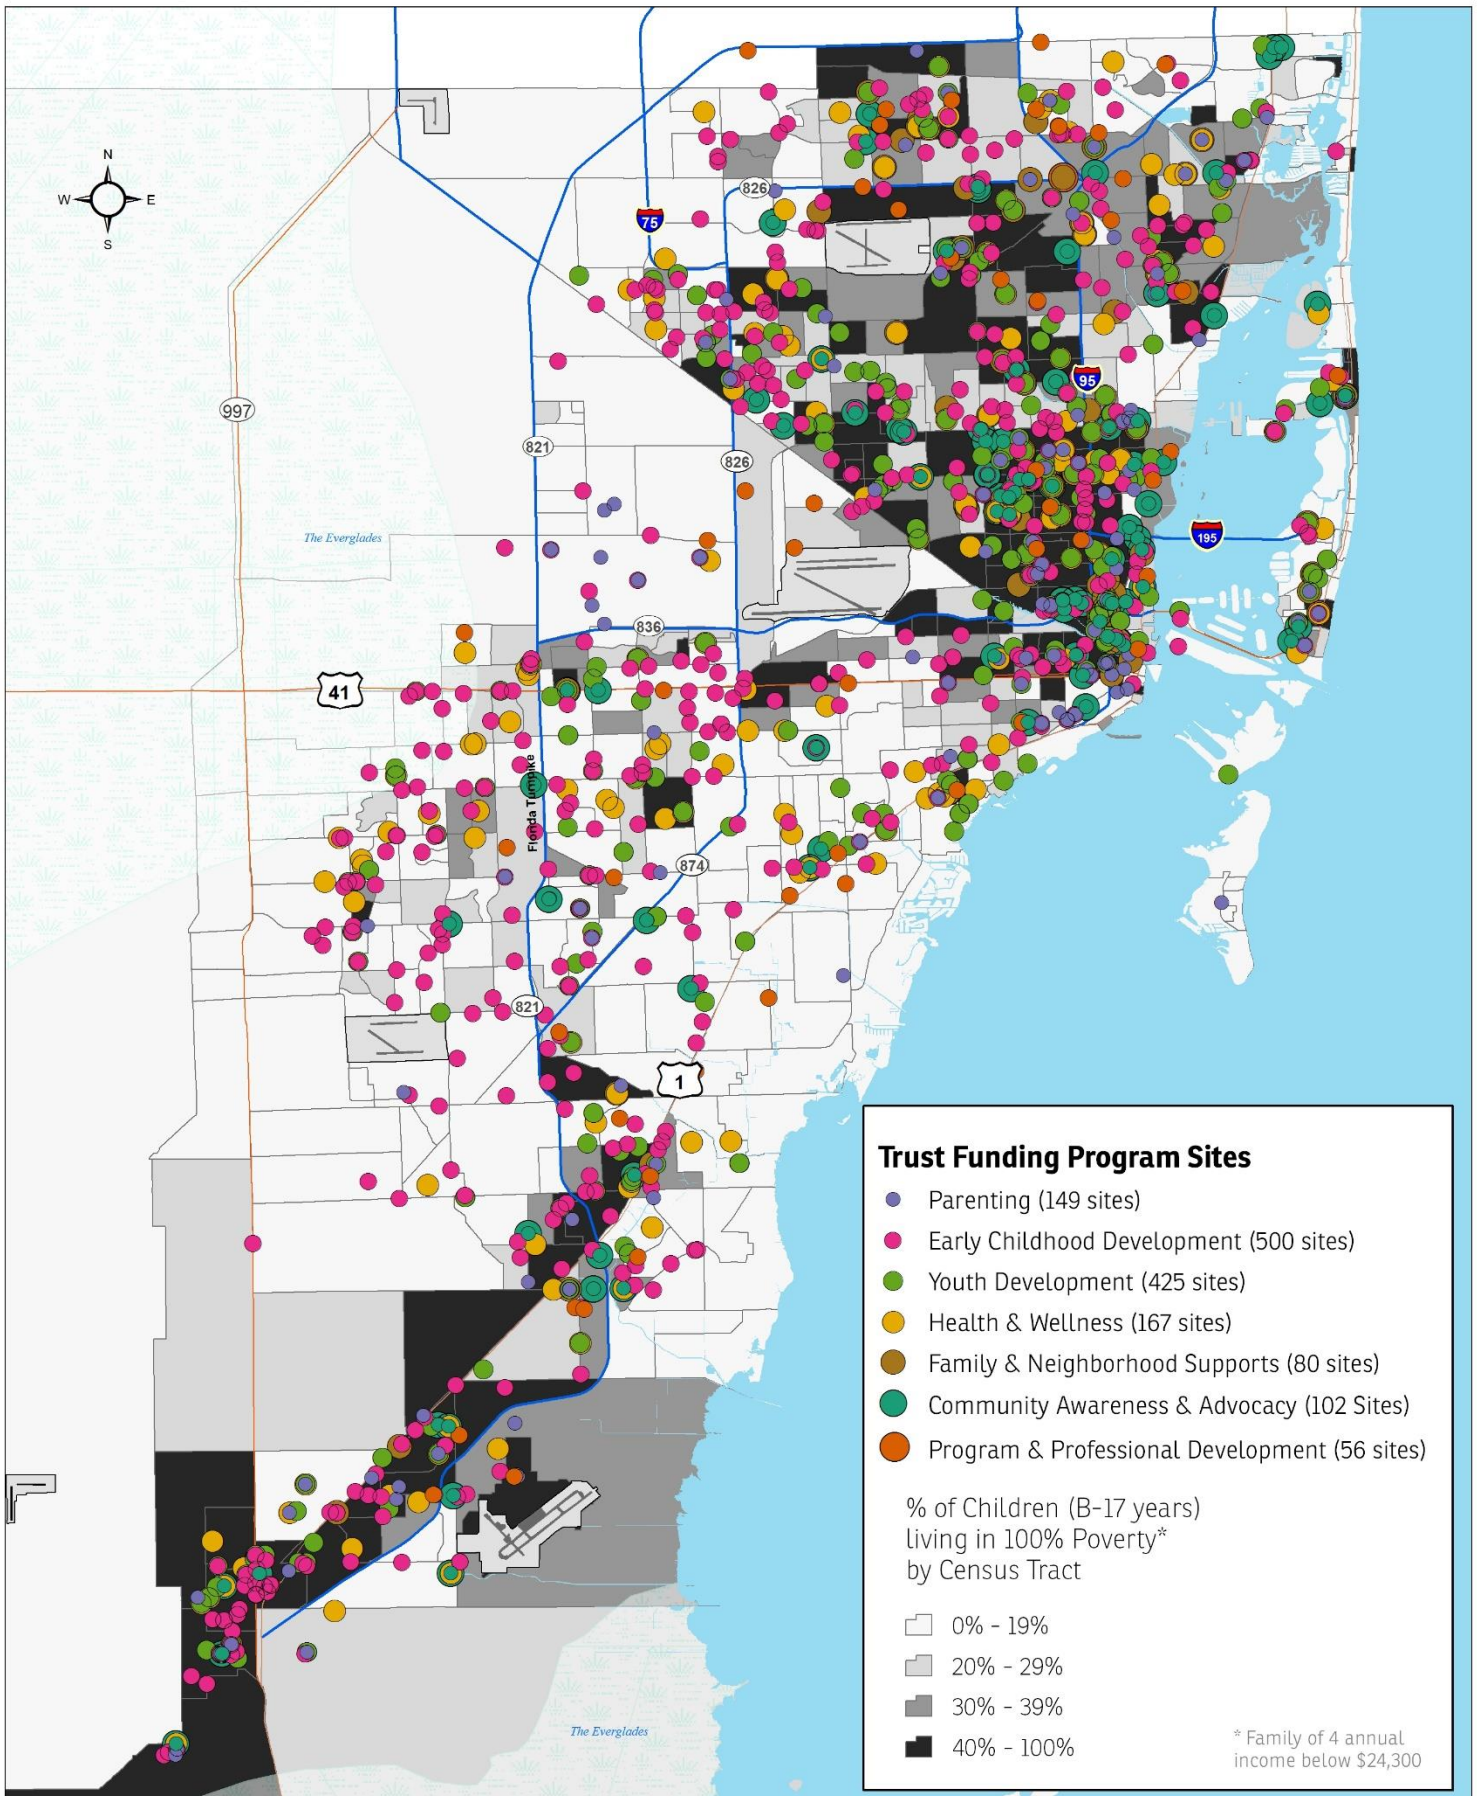 N
W
E
S
826
75
997
821
826
95
The Everglades
195
836
41
Florida Turnpike
874
821
1
Trust Funding Program Sites
Parenting (149 sites)
Early Childhood Development (500 sites)
Youth Development (425 sites)
Health & Wellness (167 sites)
Family & Neighborhood Supports (80 sites)
Community Awareness & Advocacy (102 Sites)
Program & Professional Development (56 sites)
% of Children (B-17 years)
living in 100% Poverty*
by Census Tract
0% - 19%
20% - 29%
30% - 39%
40% - 100%
* Family of 4 annual
income below $24,300
The Everglades